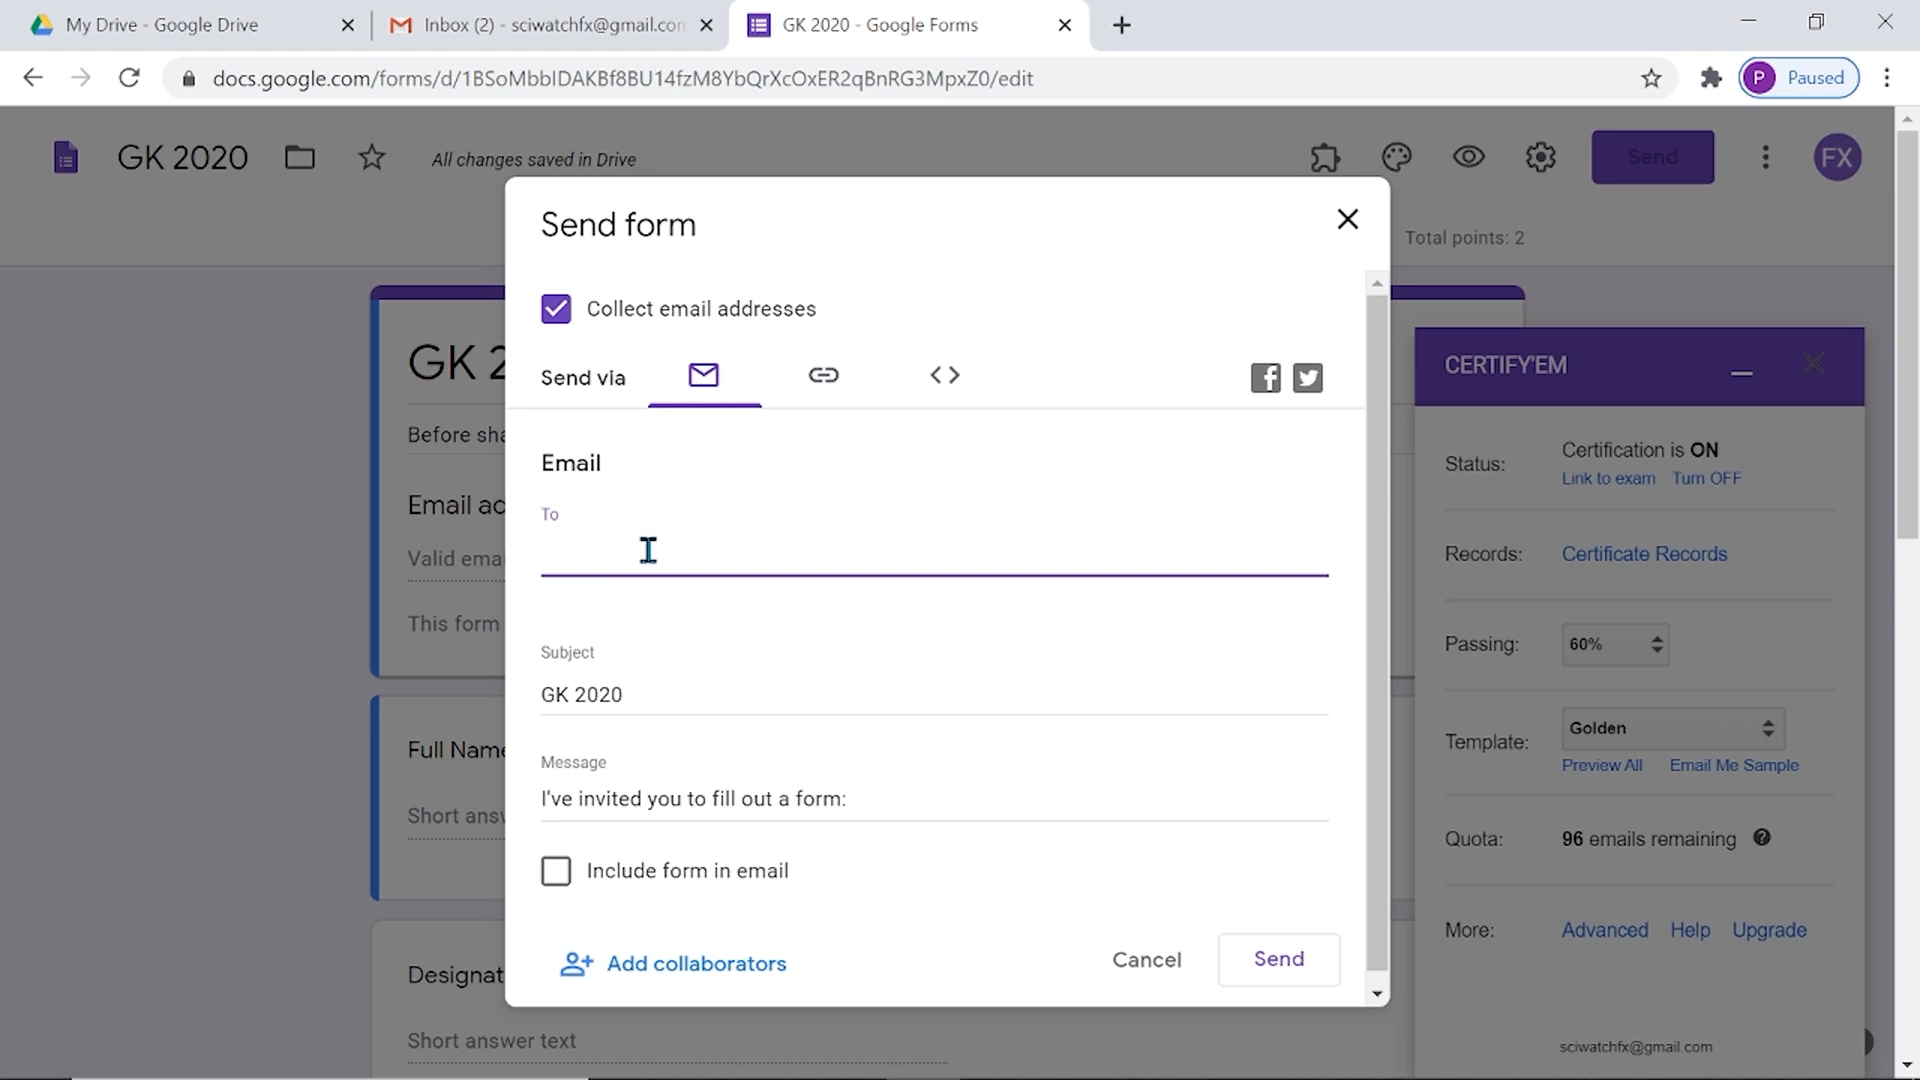 My Drive - Google Drive
Inbox (2) - sciwatchfx@gmail.com
GK 2020 - Google Forms
docs.google.com/forms/d/1BSoMbbIDAKBf8BU14fzM8YbQrXcOxER2qBnRG3MpxZ0/edit
P Paused
GK 2020
All changes saved in Drive
Send
FX
Total points: 2
Send form
Collect email addresses
Send via
Email
To
Subject
GK 2020
Message
I've invited you to fill out a form:
Include form in email
Add collaborators
Cancel
Send
GK 2
Before sha
Email ad
Valid emai
This form
Full Name
Short answ
Designat
Short answer text
CERTIFY'EM
Status:
Certification is ON
Link to exam Turn OFF
Records:
Certificate Records
Passing:
60%
Template:
Golden
Preview All Email Me Sample
Quota:
96 emails remaining
More:
Advanced Help Upgrade
sciwatchfx@gmail.com